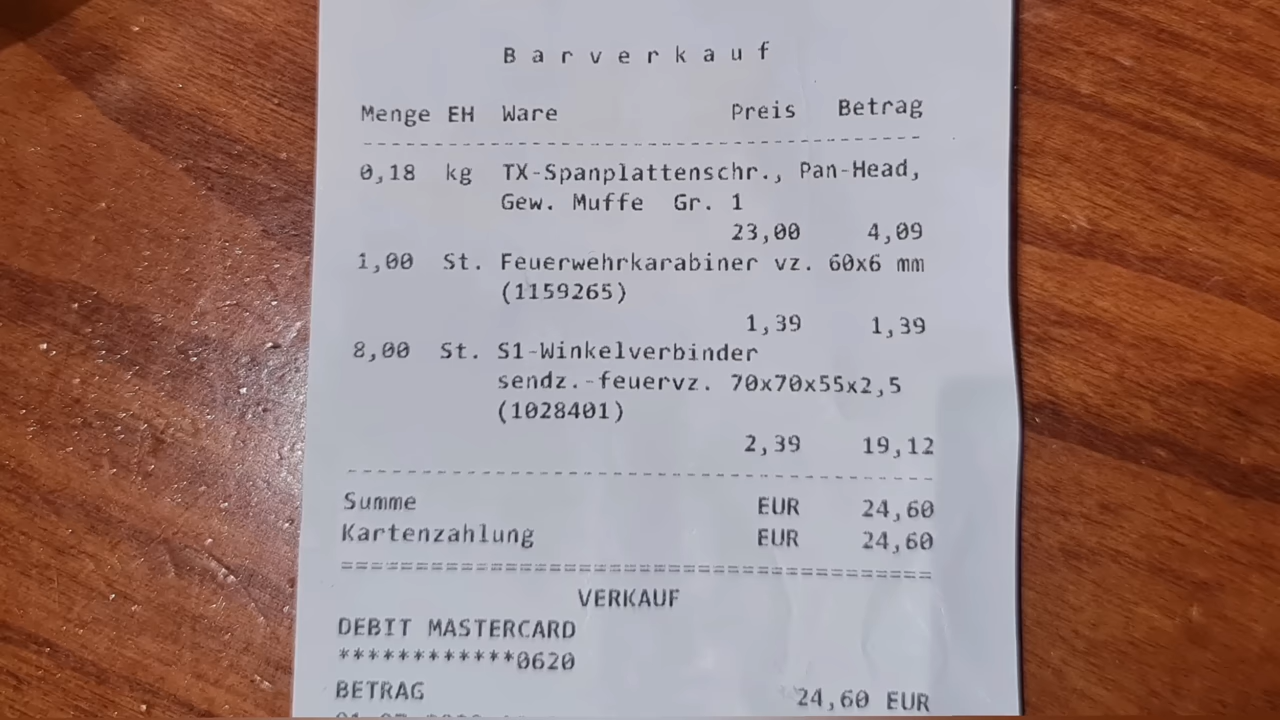 B a r v e r k a u f
Menge EH Ware Preis Betrag
0,18 kg TX-Spanplattenschr., Pan-Head,
Gew. Muffe Gr. 1
23,00 4,09
1,00 St. Feuerwehrkarabiner vz. 60x6 mm
(1159265)
1,39 1,39
8,00 St. S1-Winkelverbinder
sendz.-feuervz. 70x70x55x2,5
(1028401)
2,39 19,12
Summe EUR 24,60
Kartenzahlung EUR 24,60
VERKAUF
DEBIT MASTERCARD
************0620
BETRAG 24,60 EUR